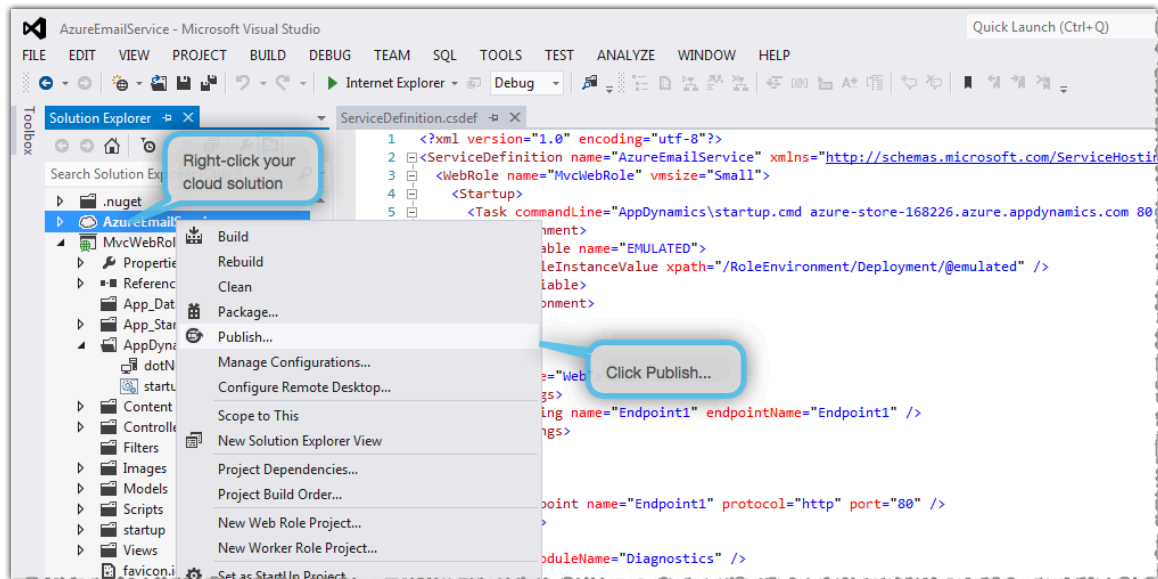 AzureEmailService - Microsoft Visual Studio
Quick Launch (Ctrl+Q)
FILE EDIT VIEW PROJECT BUILD DEBUG TEAM SQL TOOLS TEST ANALYZE WINDOW HELP
Internet Explorer Debug
Toolbox
Solution Explorer
ServiceDefinition.csdef
Search Solution Exp
Right-click your
cloud solution
.nuget
AzureEmailS
MvcWebRol
Propertie
Referenc
App_Dat
App_Star
AppDyna
dotN
startu
Content
Controlle
Filters
Images
Models
Scripts
startup
Views
favicon.i
Build
Rebuild
Clean
Package...
Publish...
Manage Configurations...
Configure Remote Desktop...
Scope to This
New Solution Explorer View
Project Dependencies...
Project Build Order...
New Web Role Project...
New Worker Role Project...
Set as StartUp Project
Click Publish...
1 <?xml version="1.0" encoding="utf-8"?>
2 <ServiceDefinition name="AzureEmailService" xmlns="http://schemas.microsoft.com/ServiceHostin
3 <WebRole name="MvcWebRole" vmsize="Small">
4 <Startup>
5 <Task commandLine="AppDynamics\startup.cmd azure-store-168226.azure.appdynamics.com 80
nment>
able name="EMULATED">
leInstanceValue xpath="/RoleEnvironment/Deployment/@emulated" />
iable>
onment>
e="Web"
gs>
ing name="Endpoint1" endpointName="Endpoint1" />
ngs>
point name="Endpoint1" protocol="http" port="80" />
>
oduleName="Diagnostics" />